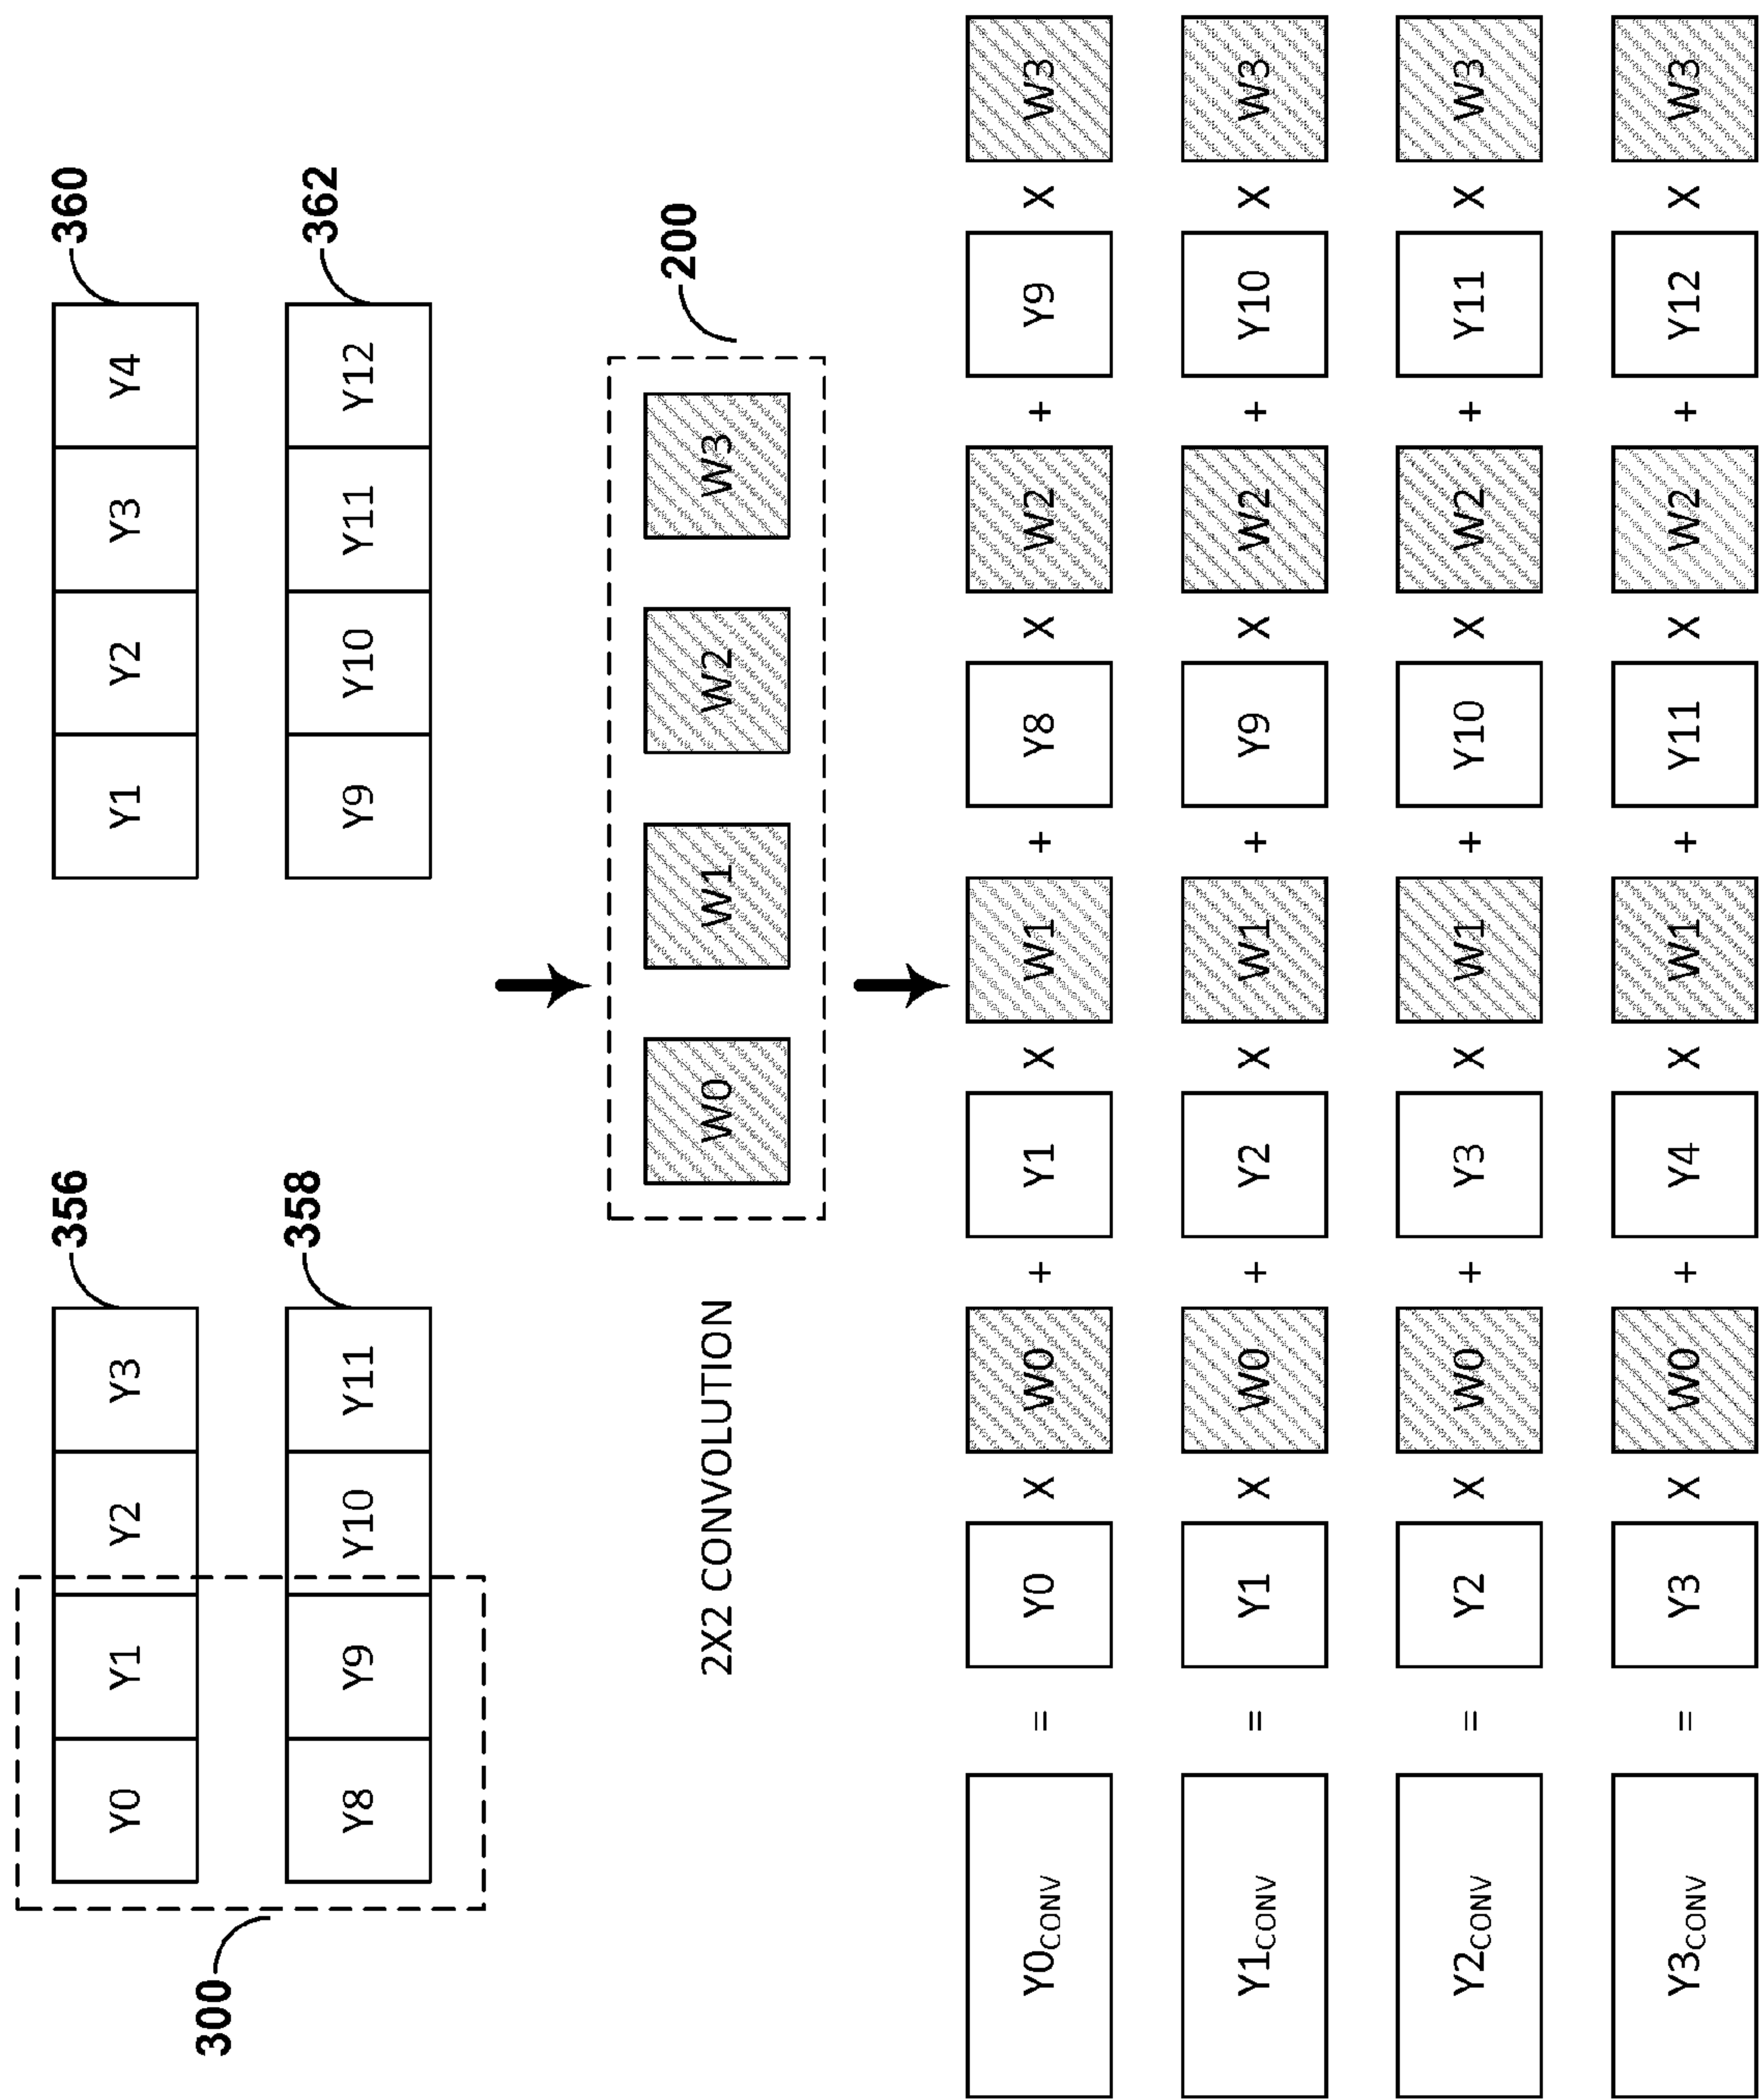 356
360
Y0 Y1 Y2 Y3
Y1 Y2 Y3 Y4
300
358
362
Y8 Y9 Y10 Y11
Y9 Y10 Y11 Y12
200
2X2 CONVOLUTION
W0 W1 W2 W3
Y0CONV = Y0 X W0 + Y1 X W1 + Y8 X W2 + Y9 X W3
Y1CONV = Y1 X W0 + Y2 X W1 + Y9 X W2 + Y10 X W3
Y2CONV = Y2 X W0 + Y3 X W1 + Y10 X W2 + Y11 X W3
Y3CONV = Y3 X W0 + Y4 X W1 + Y11 X W2 + Y12 X W3